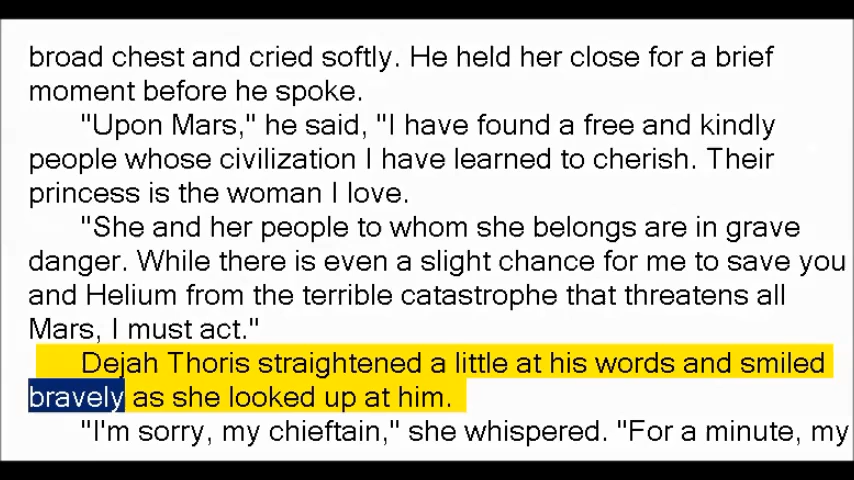 broad chest and cried softly. He held her close for a brief
moment before he spoke.
"Upon Mars," he said, "I have found a free and kindly
people whose civilization I have learned to cherish. Their
princess is the woman I love.
"She and her people to whom she belongs are in grave
danger. While there is even a slight chance for me to save you
and Helium from the terrible catastrophe that threatens all
Mars, I must act."
Dejah Thoris straightened a little at his words and smiled
bravely as she looked up at him.
"I'm sorry, my chieftain," she whispered. "For a minute, my